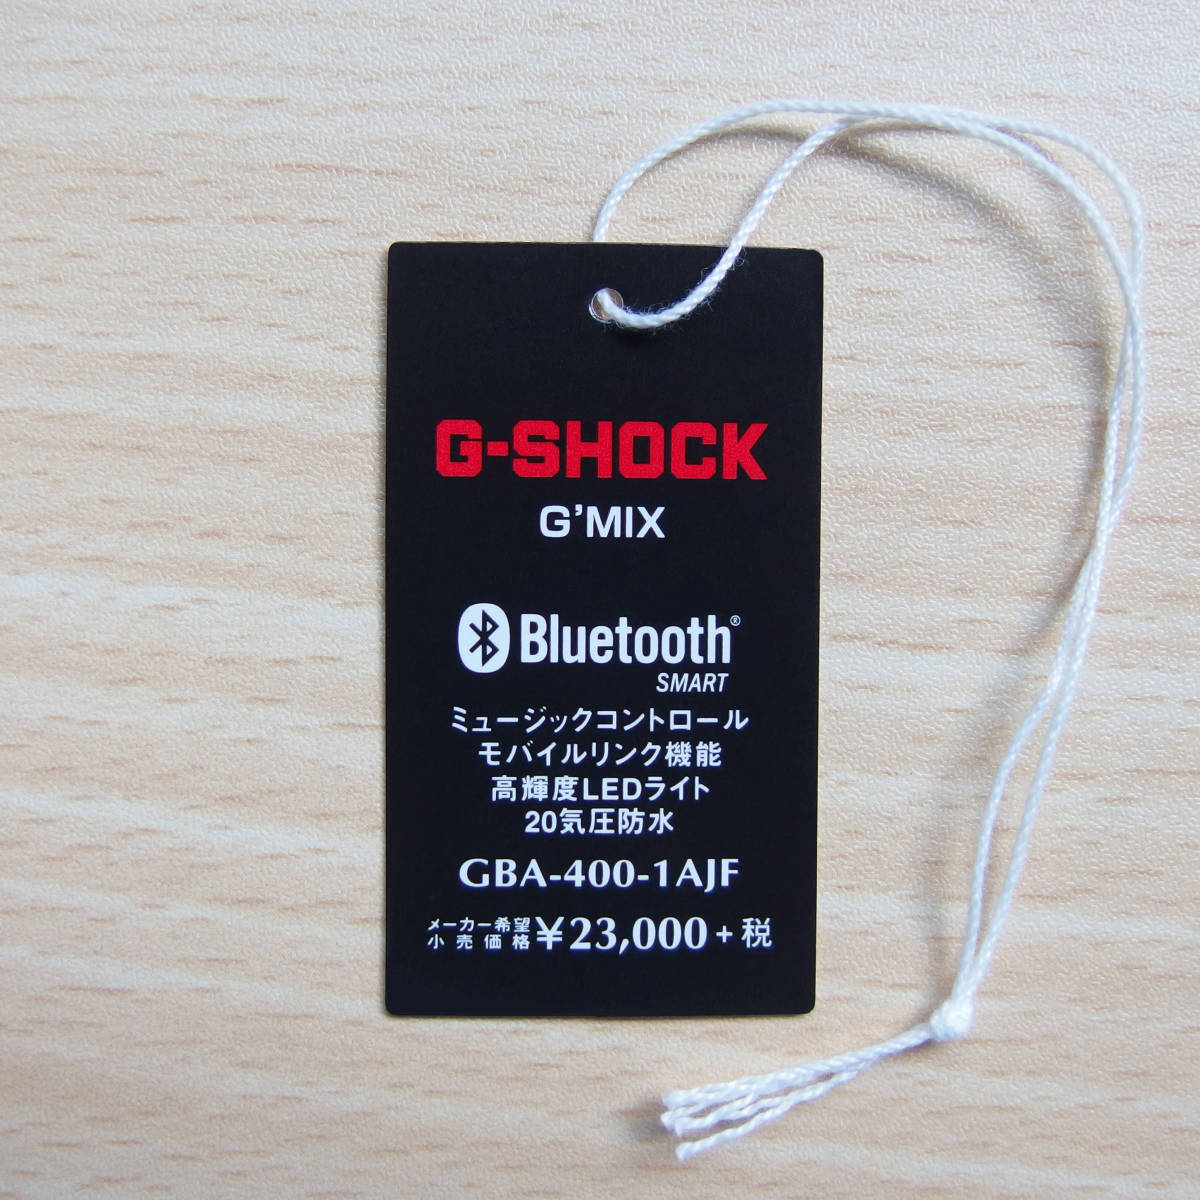 G-SHOCK
G'MIX
Bluetooth®
SMART
ミュージックコントロール
モバイルリンク機能
高輝度LEDライト
20気圧防水
GBA-400-1AJF
メーカー希望
小売価格 ¥23,000+税